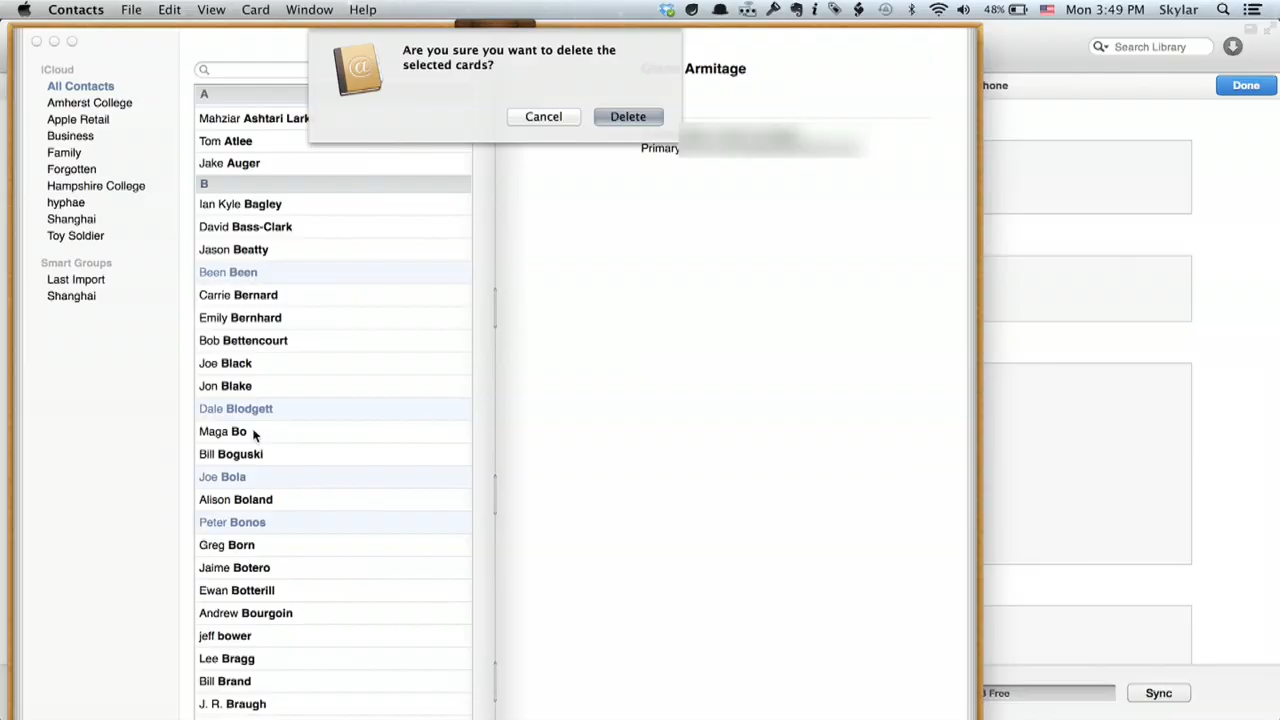 Contacts File Edit View Card Window Help 48% Mon 3:49 PM Skylar
Are you sure you want to delete the
selected cards?
Cancel Delete
Armitage
Primary
iCloud
All Contacts
Amherst College
Apple Retail
Business
Family
Forgotten
Hampshire College
hyphae
Shanghai
Toy Soldier
Smart Groups
Last Import
Shanghai
A
Mahziar Ashtari Lark
Tom Atlee
Jake Auger
B
Ian Kyle Bagley
David Bass-Clark
Jason Beatty
Been Been
Carrie Bernard
Emily Bernhard
Bob Bettencourt
Joe Black
Jon Blake
Dale Blodgett
Maga Bo
Bill Boguski
Joe Bola
Alison Boland
Peter Bonos
Greg Born
Jaime Botero
Ewan Botterill
Andrew Bourgoin
jeff bower
Lee Bragg
Bill Brand
J. R. Braugh
Search Library
hone
Done
Free
Sync